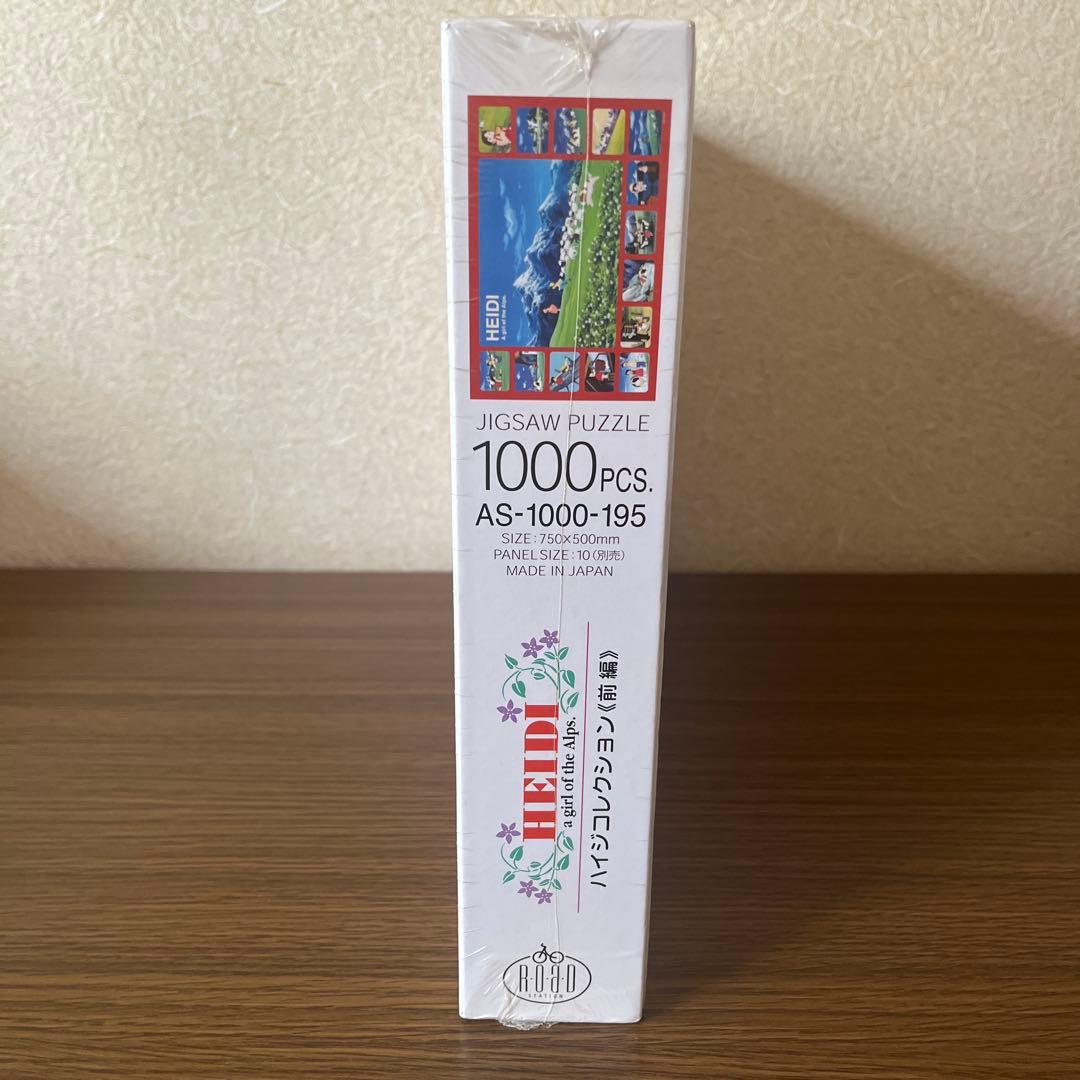 HEIDI
A girl of the Alps.
JIGSAW PUZZLE
1000PCS.
AS-1000-195
SIZE:750×500mm
PANEL SIZE:10(別売)
MADE IN JAPAN
HEIDI
a girl of the Alps.
ハイジコレクション《前編》
R·O·a·D
STATION